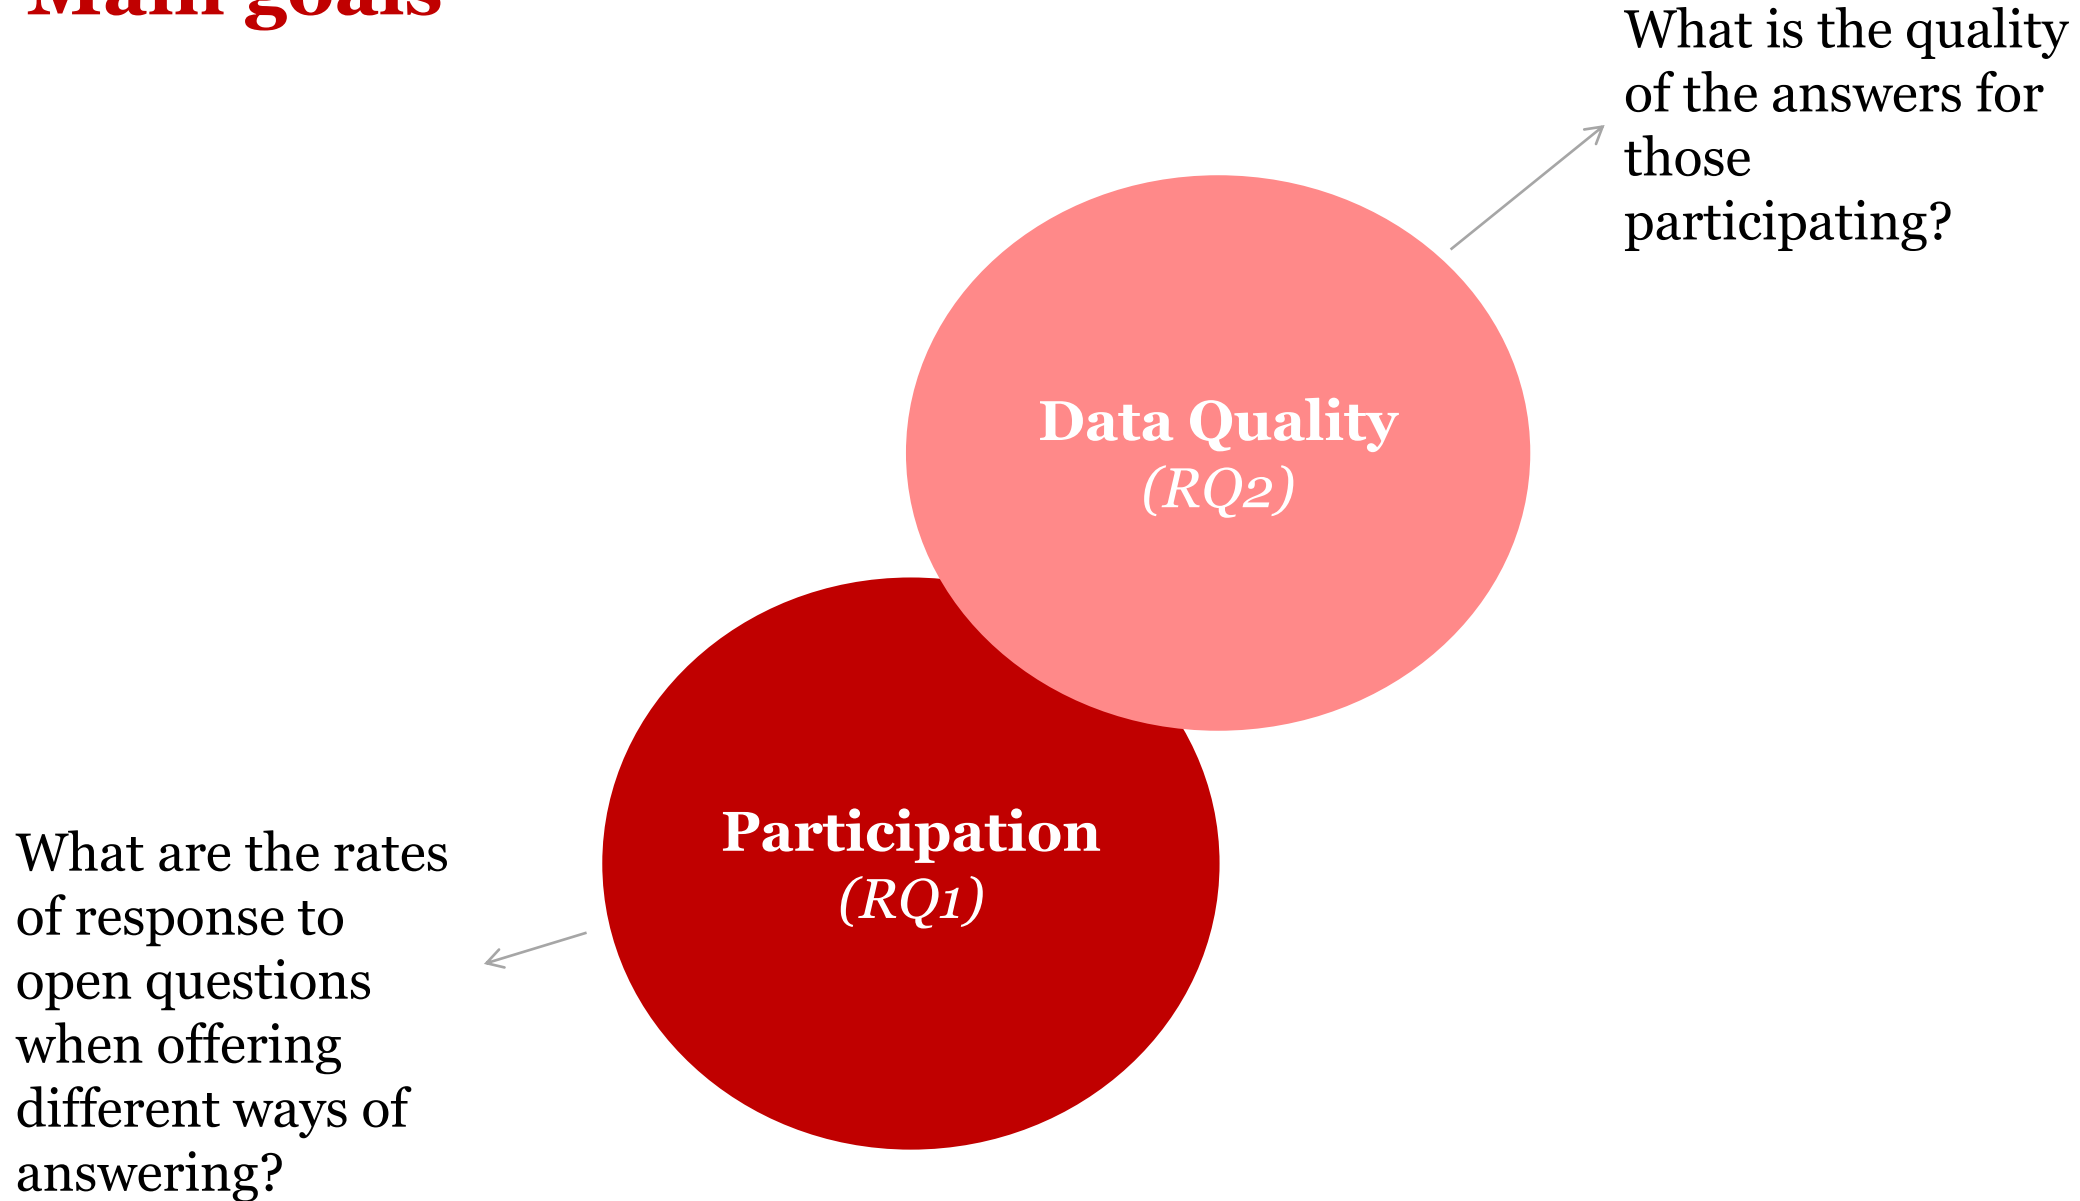 Main goals
What is the quality
of the answers for
those
participating?
Data Quality
(RQ2)
Participation
(RQ1)
What are the rates
of response to
open questions
when offering
different ways of
answering?